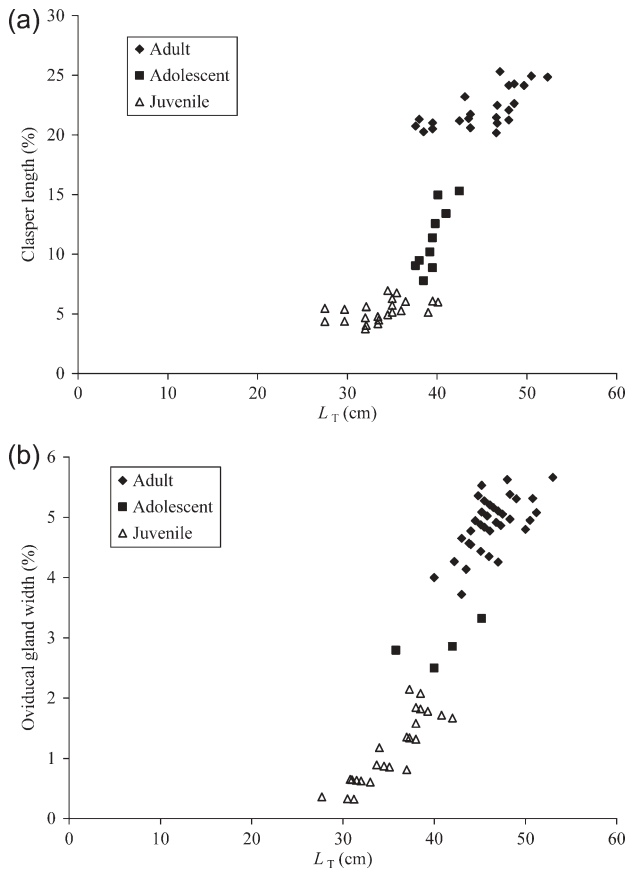 (a)
30
25
20
15
10
5
0
Clasper length (%)
Adult
Adolescent
Juvenile
0 10 20 30 40 50 60
L T (cm)
(b)
6
5
4
3
2
1
0
Oviducal gland width (%)
Adult
Adolescent
Juvenile
0 10 20 30 40 50 60
L T (cm)